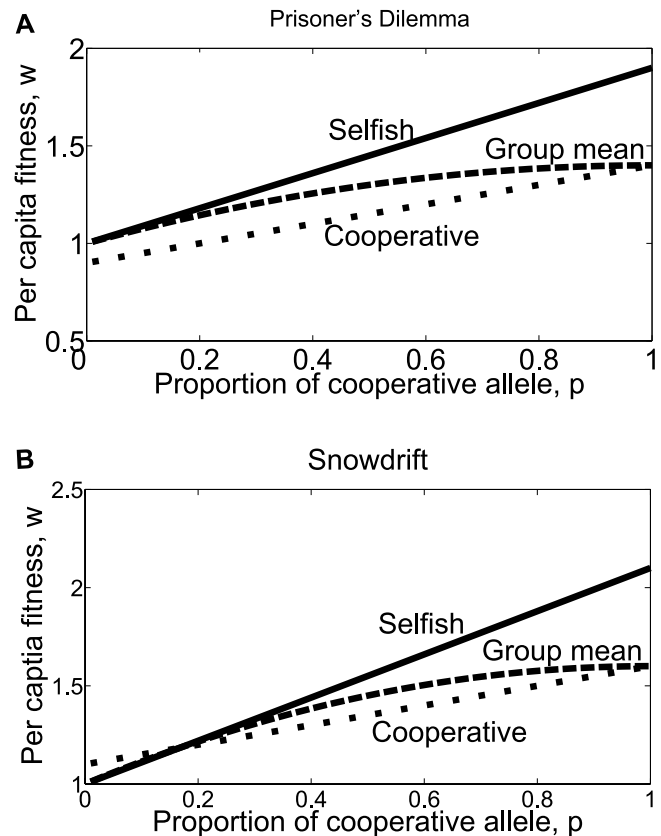 A
Prisoner's Dilemma
2
1.5
1
0.5
Per capita fitness, w
Selfish
Group mean
Cooperative
0
0.2
0.4
0.6
0.8
1
Proportion of cooperative allele, p
B
Snowdrift
2.5
2
1.5
1
Per captia fitness, w
Selfish
Group mean
Cooperative
0
0.2
0.4
0.6
0.8
1
Proportion of cooperative allele, p